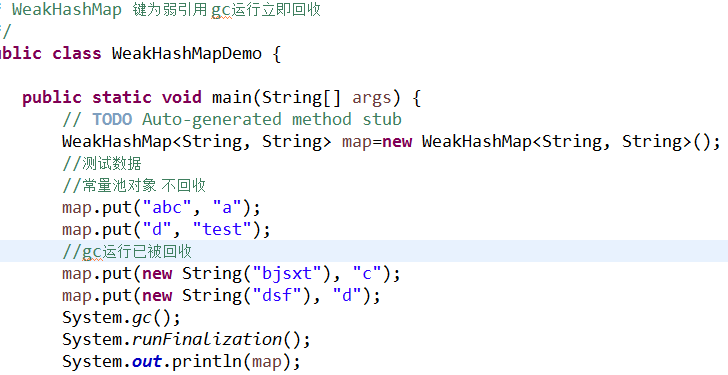 * WeakHashMap 键为弱引用 gc运行立即回收
*/
public class WeakHashMapDemo {
public static void main(String[] args) {
// TODO Auto-generated method stub
WeakHashMap<String, String> map=new WeakHashMap<String, String>();
//测试数据
//常量池对象 不回收
map.put("abc", "a");
map.put("d", "test");
//gc运行已被回收
map.put(new String("bjsxt"), "c");
map.put(new String("dsf"), "d");
System.gc();
System.runFinalization();
System.out.println(map);